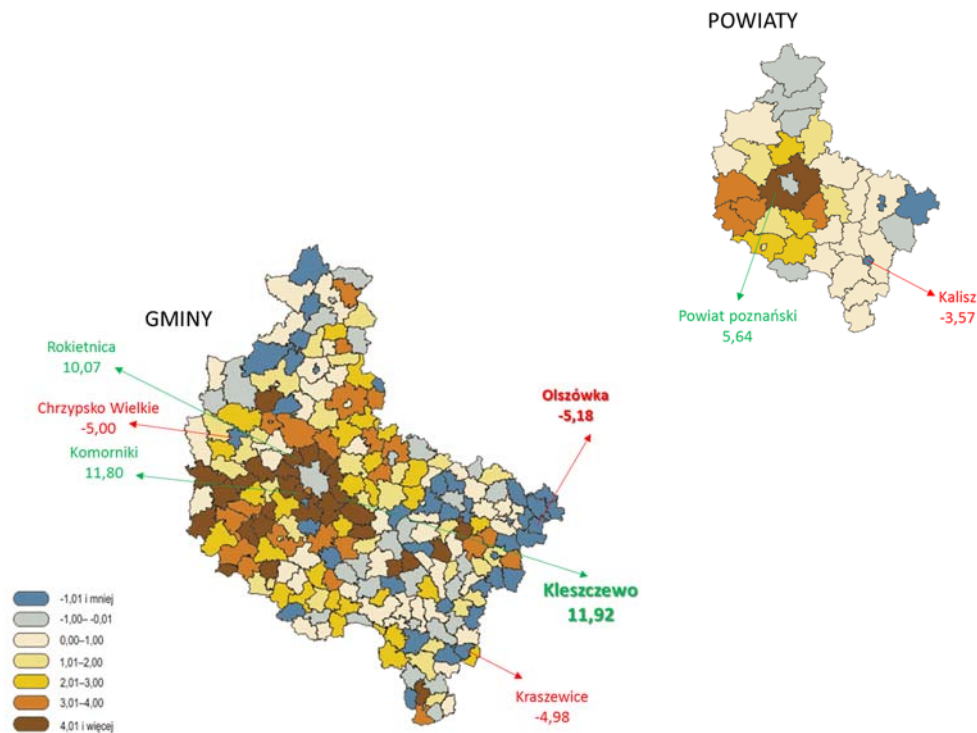 POWIATY
Powiat poznański
5,64
Kalisz
-3,57
GMINY
Rokietnica
10,07
Chrzypsko Wielkie
-5,00
Komorniki
11,80
Olszówka
-5,18
Kleszczewo
11,92
Kraszewice
-4,98
-1,01 i mniej
-1,00– -0,01
0,00–1,00
1,01–2,00
2,01–3,00
3,01–4,00
4,01 i więcej